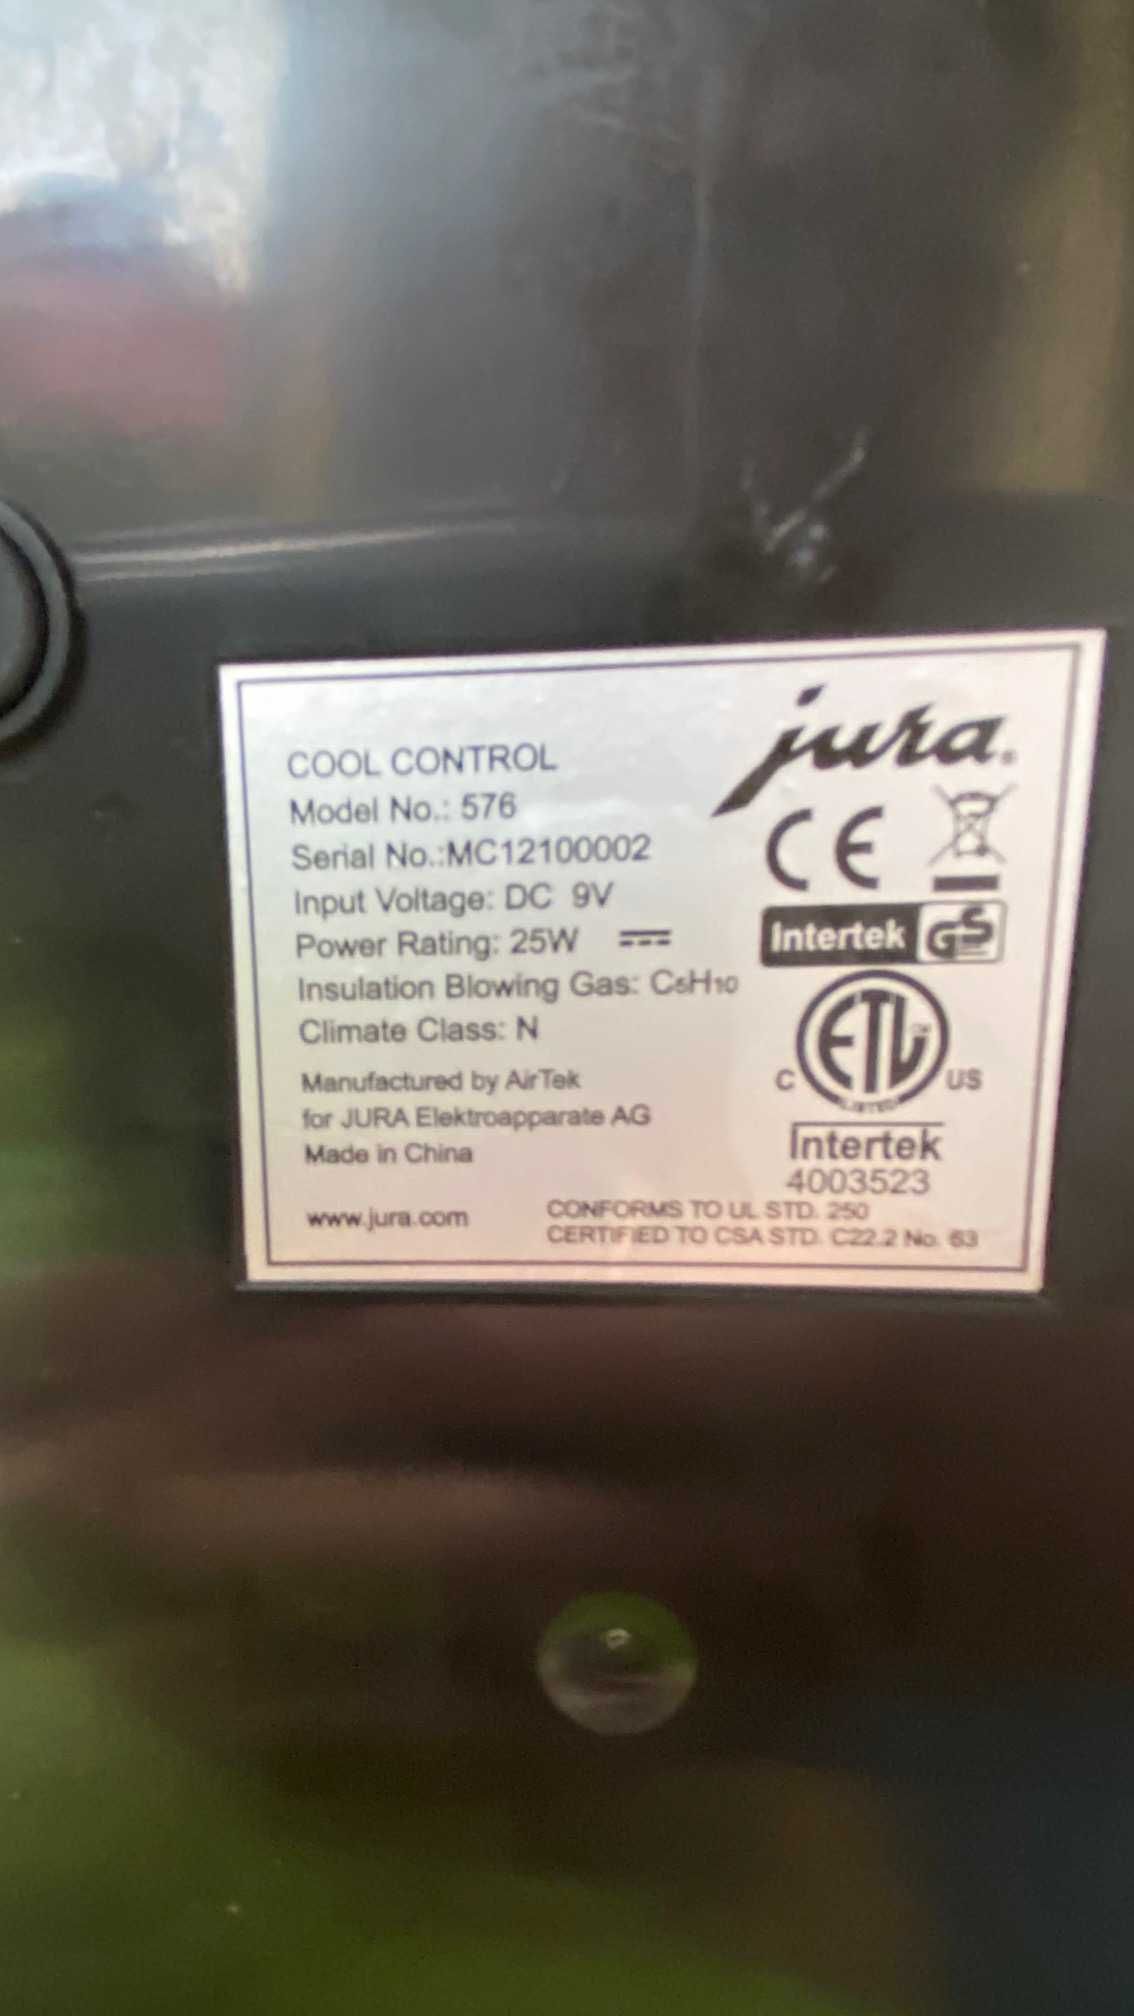 jura
COOL CONTROL
Model No.: 576
Serial No.:MC12100002
Input Voltage: DC 9V
Power Rating: 25W
Insulation Blowing Gas: C5H10
Climate Class: N
Manufactured by AirTek
for JURA Elektroapparate AG
Made in China
www.jura.com
CE
Intertek GS
C ETL US
LISTED
Intertek
4003523
CONFORMS TO UL STD. 250
CERTIFIED TO CSA STD. C22.2 No. 63